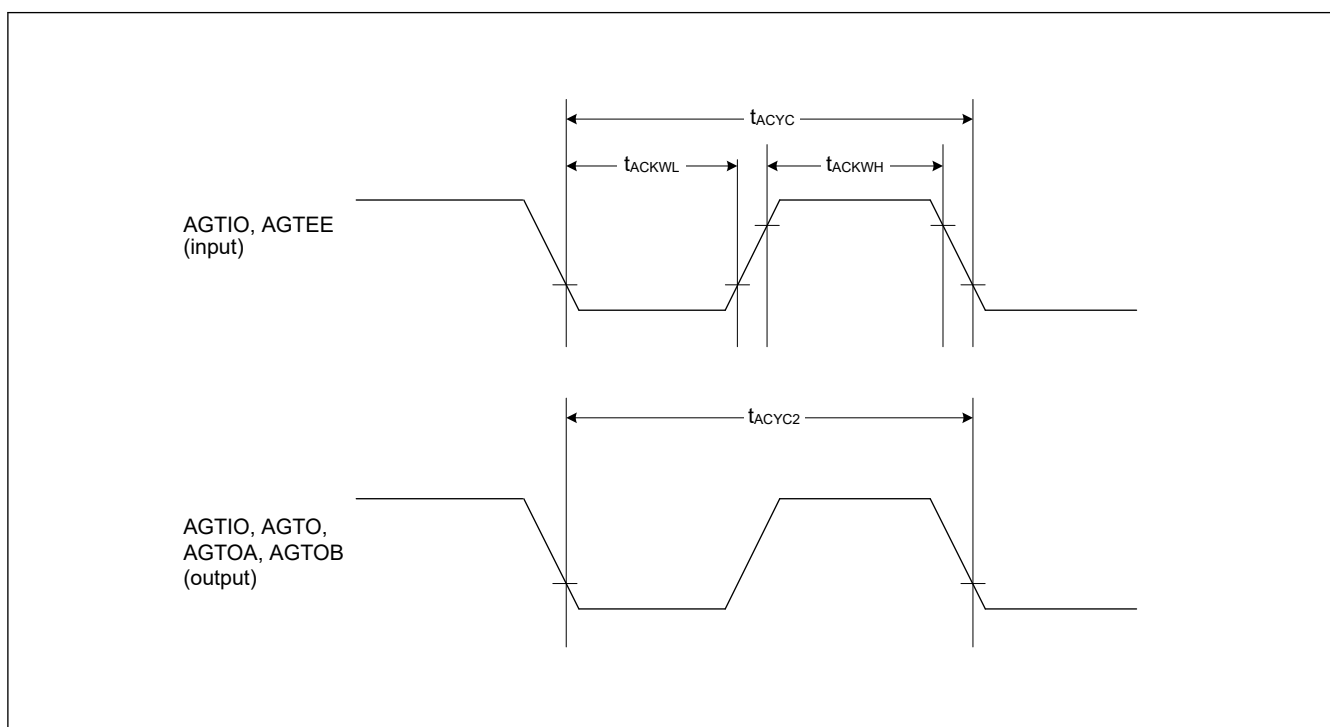 tACYC
tACKWL
tACKWH
AGTIO, AGTEE
(input)
tACYC2
AGTIO, AGTO,
AGTOA, AGTOB
(output)